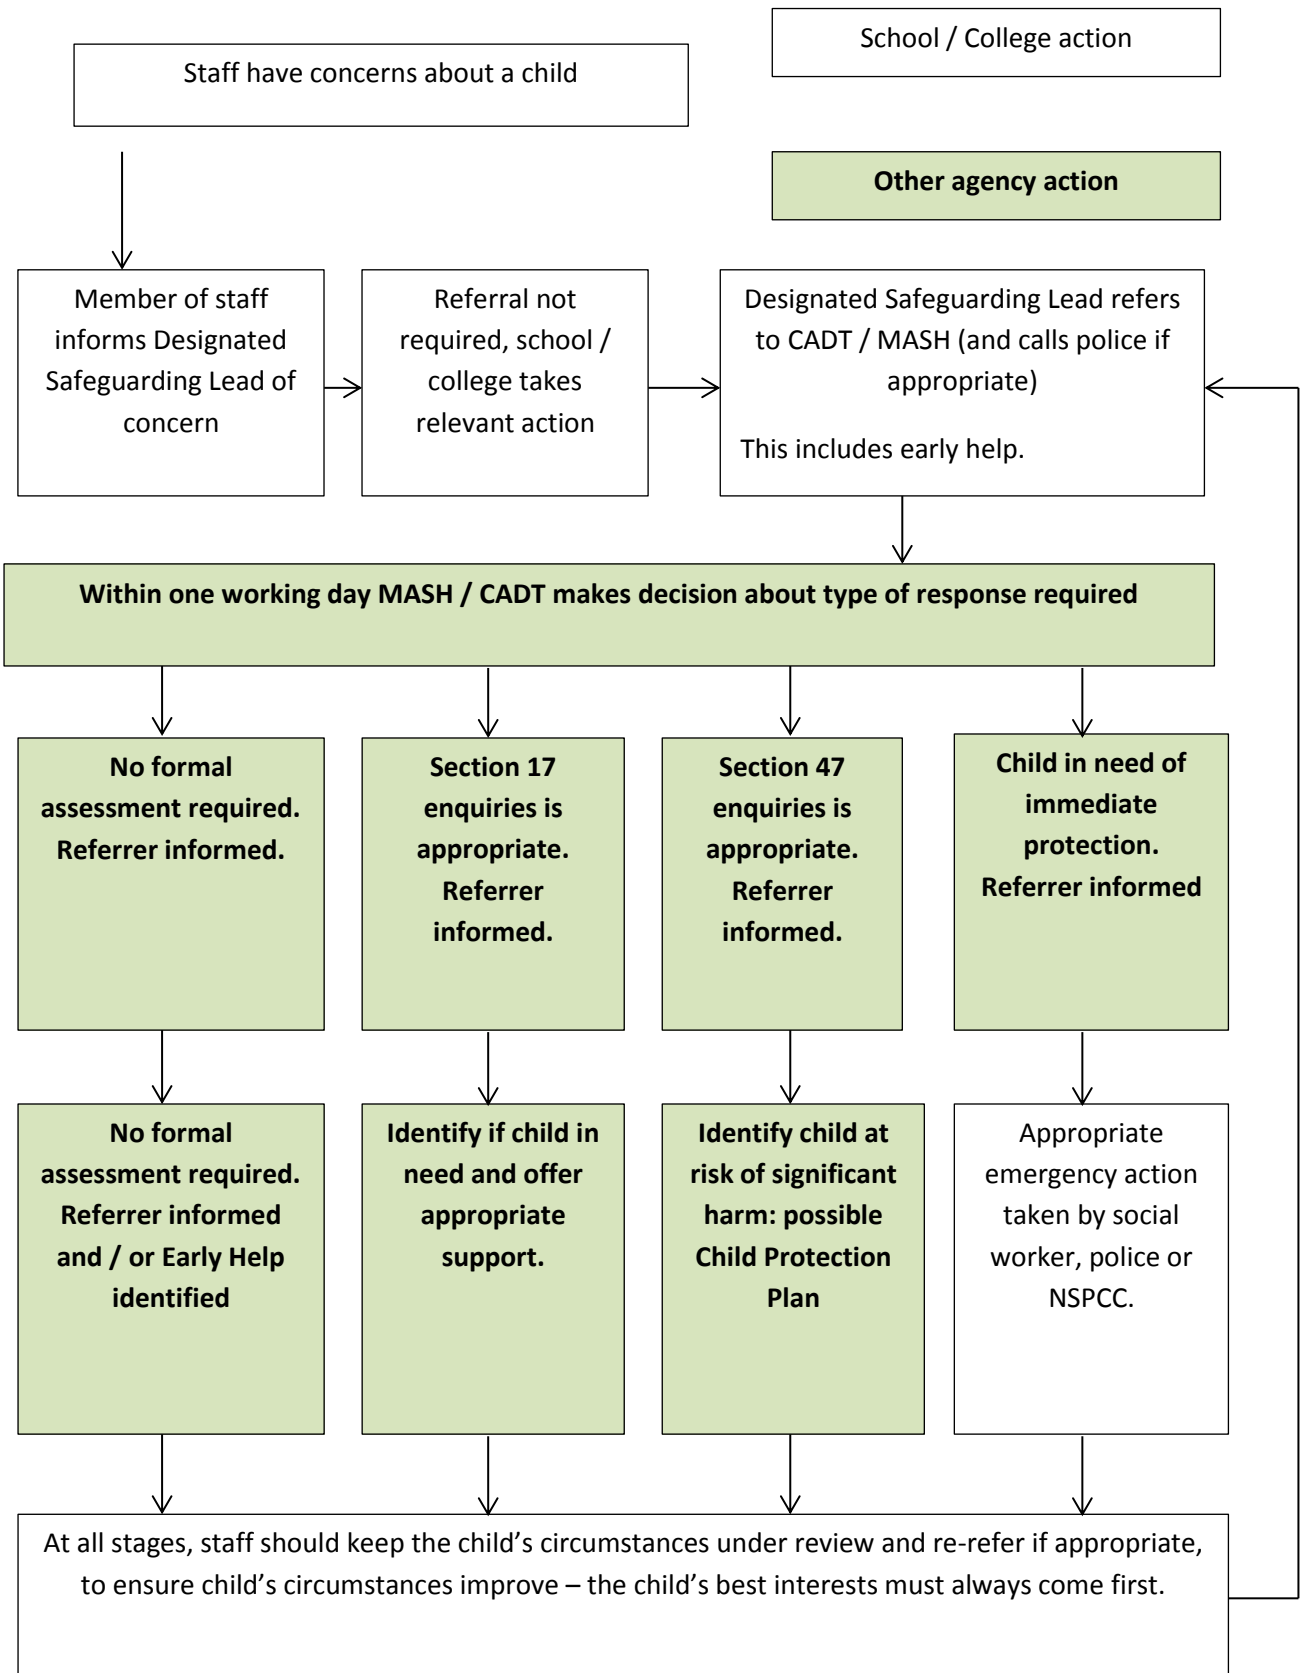 School / College action
Staff have concerns about a child
Other agency action
Member of staff
informs Designated
Safeguarding Lead of
concern
Referral not
required, school /
college takes
relevant action
Designated Safeguarding Lead refers
to CADT / MASH (and calls police if
appropriate)
This includes early help.
Within one working day MASH / CADT makes decision about type of response required
No formal
assessment required.
Referrer informed.
Section 17
enquiries is
appropriate.
Referrer
informed.
Section 47
enquiries is
appropriate.
Referrer
informed.
Child in need of
immediate
protection.
Referrer informed
No formal
assessment required.
Referrer informed
and / or Early Help
identified
Identify if child in
need and offer
appropriate
support.
Identify child at
risk of significant
harm: possible
Child Protection
Plan
Appropriate
emergency action
taken by social
worker, police or
NSPCC.
At all stages, staff should keep the child’s circumstances under review and re-refer if appropriate,
to ensure child’s circumstances improve – the child’s best interests must always come first.